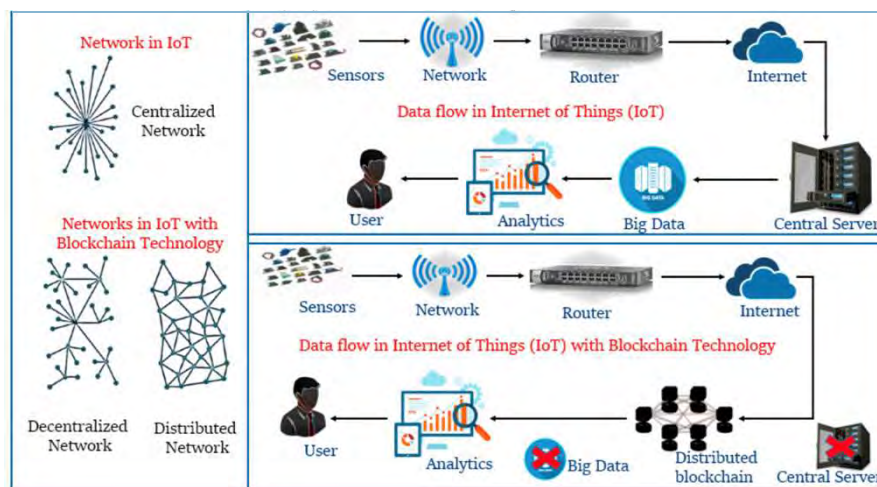 Network in IoT
Centralized
Network
Networks in IoT with
Blockchain Technology
Decentralized
Network
Distributed
Network
Sensors
Network
Router
Internet
Data flow in Internet of Things (IoT)
User
Analytics
BIG DATA
Big Data
Central Server
Sensors
Network
Router
Internet
Data flow in Internet of Things (IoT) with Blockchain Technology
User
Analytics
Big Data
Distributed
blockchain
Central Server